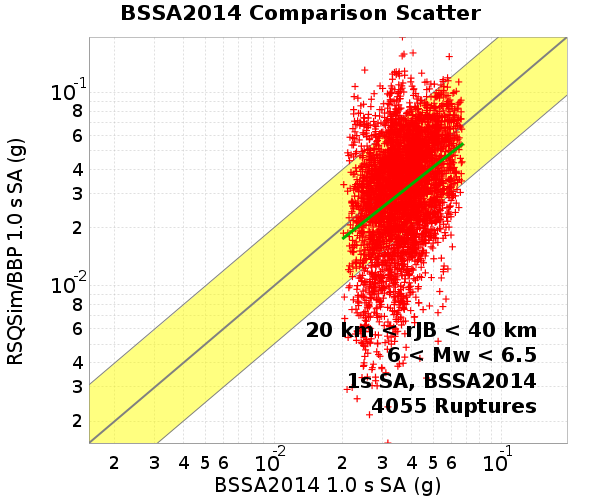 BSSA2014 Comparison Scatter
RSQSim/BBP 1.0 s SA (g)
10-1
8
6
4
3
2
10-2
8
6
4
3
2
20 km < rJB < 40 km
6 < Mw < 6.5
1s SA, BSSA2014
4055 Ruptures
2 3 4 5 6 10-2 2 3 4 5 6 10-1
BSSA2014 1.0 s SA (g)